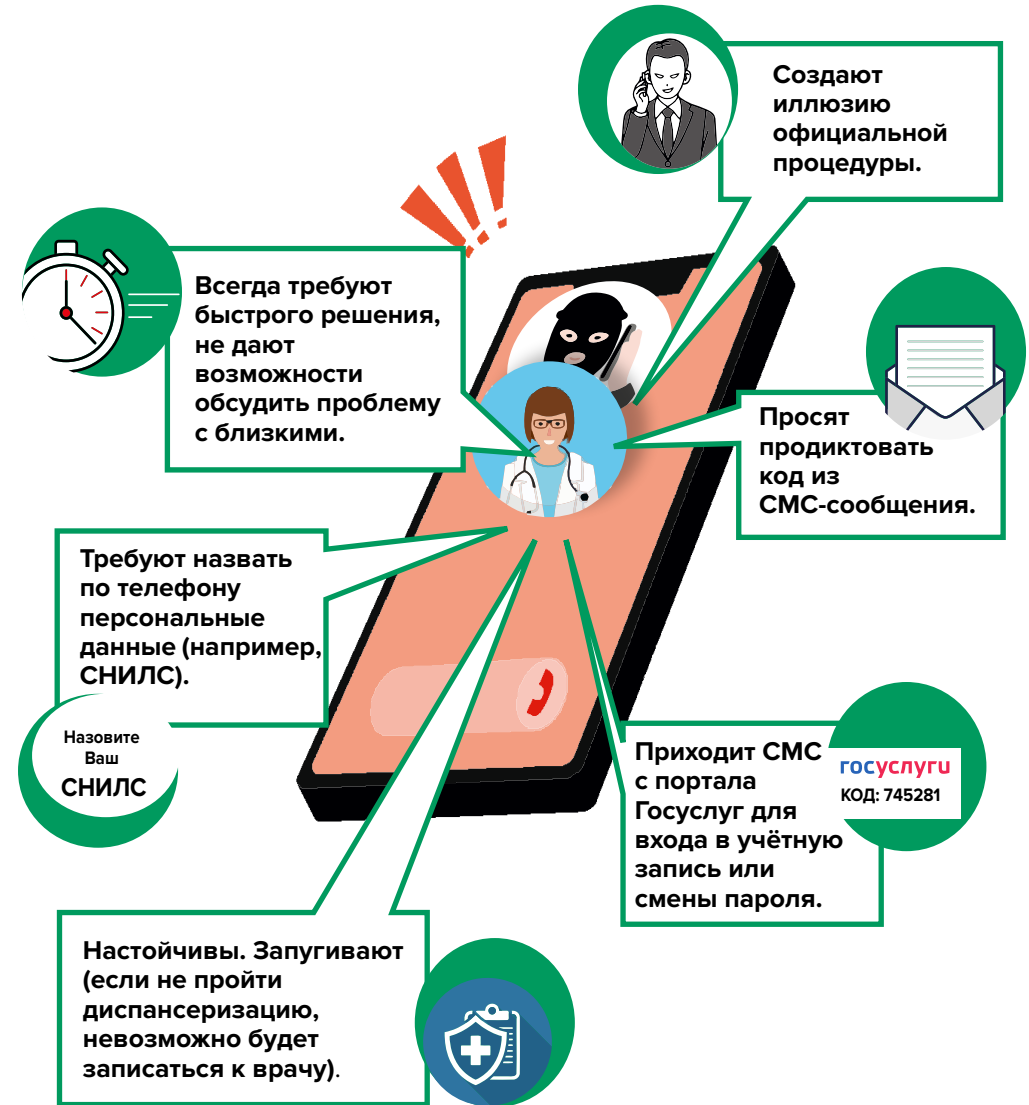 Создают
иллюзию
официальной
процедуры.
Всегда требуют
быстрого решения,
не дают
возможности
обсудить проблему
с близкими.
Просят
продиктовать
код из
СМС-сообщения.
Требуют назвать
по телефону
персональные
данные (например,
СНИЛС).
Назовите
Ваш
СНИЛС
Приходит СМС
с портала
Госуслуг для
входа в учётную
запись или
смены пароля.
госуслуги
КОД: 745281
Настойчивы. Запугивают
(если не пройти
диспансеризацию,
невозможно будет
записаться к врачу).